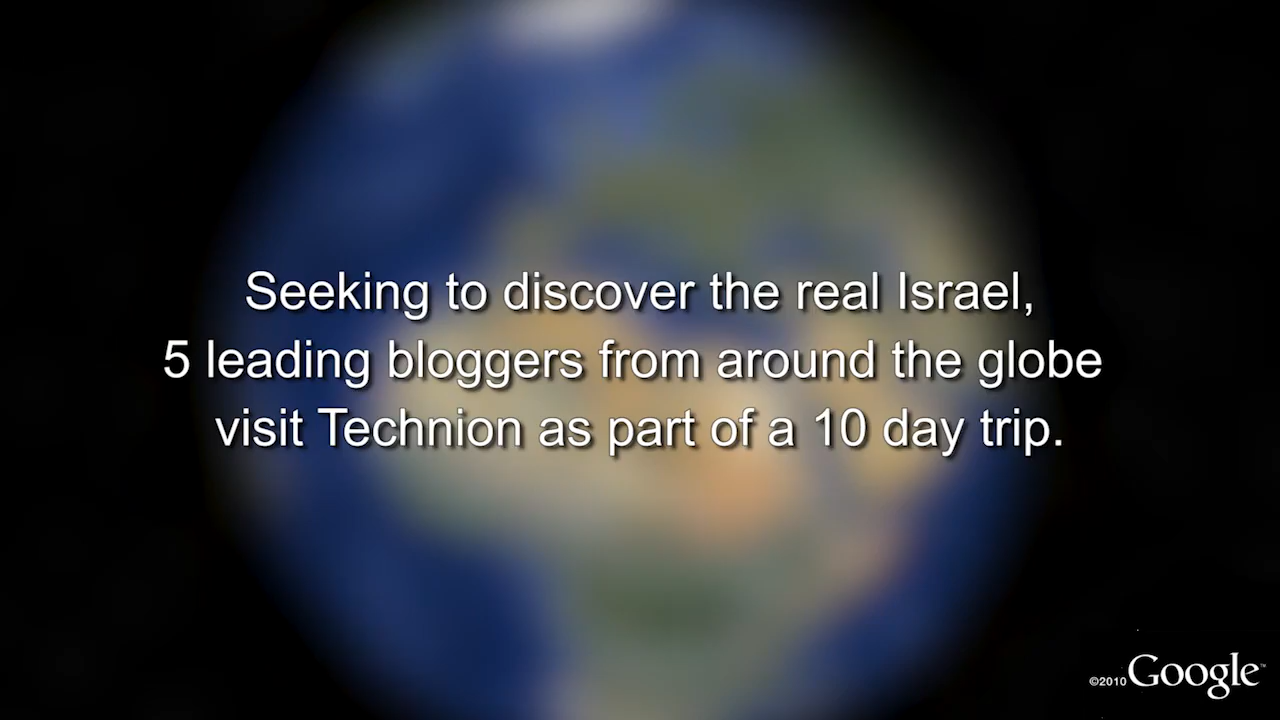 Seeking to discover the real Israel,
5 leading bloggers from around the globe
visit Technion as part of a 10 day trip.
©2010 Google™